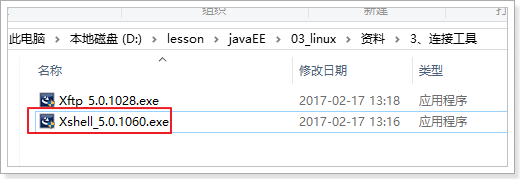 组织
新建
打
此电脑 › 本地磁盘 (D:) › lesson › javaEE › 03_linux › 资料 › 3、连接工具
名称 修改日期 类型
Xftp_5.0.1028.exe 2017-02-17 13:18 应用程序
Xshell_5.0.1060.exe 2017-02-17 13:16 应用程序